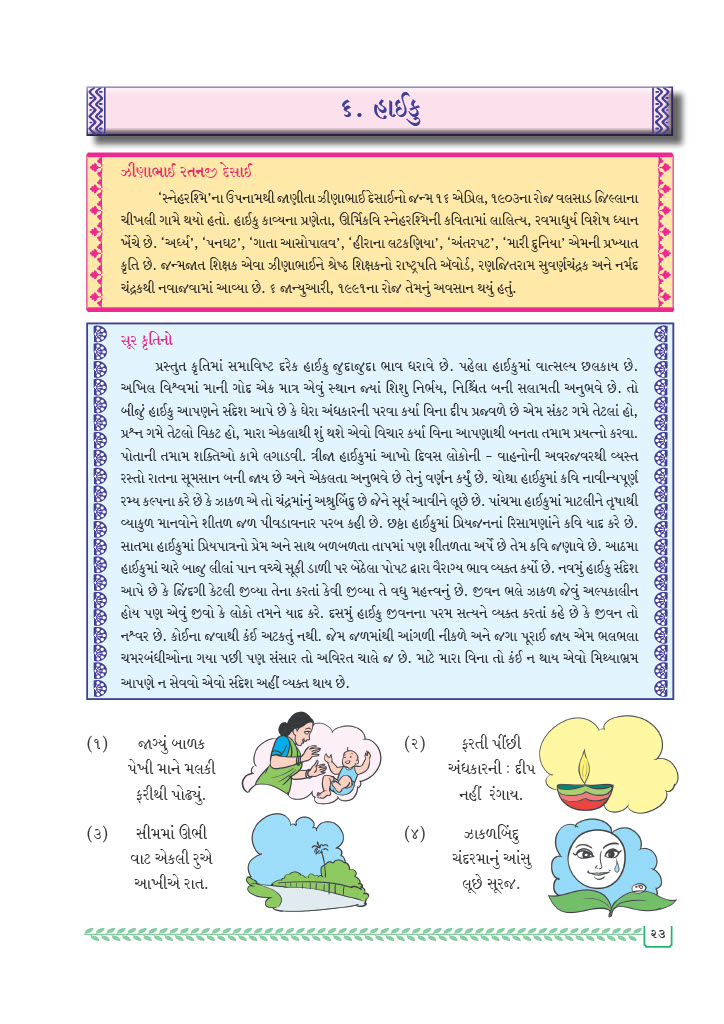 ૬. હાઈકુ
ઝીણાભાઈ રતનજી દેસાઈ
‘સ્નેહરશ્મિ’ના ઉપનામથી જાણીતા ઝીણાભાઈ દેસાઈનો જન્મ ૧૬ એપ્રિલ, ૧૯૦૩ના રોજ વલસાડ જિલ્લાના
ચીખલી ગામે થયો હતો. હાઈકુ કાવ્યના પ્રણેતા, ઊર્મિકવિ સ્નેહરશ્મિની કવિતામાં લાલિત્ય, રવમાધુર્ય વિશેષ ધ્યાન
ખેંચે છે. ‘અર્ધ્ય’, ‘પનઘટ’, ‘ગાતા આસોપાલવ’, ‘હીરાના લટકણિયા’, ‘અંતરપટ’, ‘મારી દુનિયા’ એમની પ્રખ્યાત
કૃતિ છે. જન્મજાત શિક્ષક એવા ઝીણાભાઈને શ્રેષ્ઠ શિક્ષકનો રાષ્ટ્રપતિ ઍવોર્ડ, રણજિતરામ સુવર્ણચંદ્રક અને નર્મદ
ચંદ્રકથી નવાજવામાં આવ્યા છે. ૬ જાન્યુઆરી, ૧૯૯૧ના રોજ તેમનું અવસાન થયું હતું.
સૂર કૃતિનો
પ્રસ્તુત કૃતિમાં સમાવિષ્ટ દરેક હાઈકુ જુદાજુદા ભાવ ધરાવે છે. પહેલા હાઈકુમાં વાત્સલ્ય છલકાય છે.
અખિલ વિશ્વમાં માની ગોદ એક માત્ર એવું સ્થાન જ્યાં શિશુ નિર્ભય, નિશ્ચિંત બની સલામતી અનુભવે છે. તો
બીજું હાઈકુ આપણને સંદેશ આપે છે કે ઘેરા અંધકારની પરવા કર્યા વિના દીપ પ્રજ્વળે છે એમ સંકટ ગમે તેટલાં હો,
પ્રશ્ન ગમે તેટલો વિકટ હો, મારા એકલાથી શું થશે એવો વિચાર કર્યા વિના આપણાથી બનતા તમામ પ્રયત્નો કરવા.
પોતાની તમામ શક્તિઓ કામે લગાડવી. ત્રીજા હાઈકુમાં આખો દિવસ લોકોની – વાહનોની અવરજવરથી વ્યસ્ત
રસ્તો રાતના સૂમસાન બની જાય છે અને એકલતા અનુભવે છે તેનું વર્ણન કર્યું છે. ચોથા હાઈકુમાં કવિ નાવીન્યપૂર્ણ
રમ્ય કલ્પના કરે છે કે ઝાકળ એ તો ચંદ્રમાંનું અશ્રુબિંદુ છે જેને સૂર્ય આવીને લૂછે છે. પાંચમા હાઈકુમાં માટલીને તૃષાથી
વ્યાકુળ માનવોને શીતળ જળ પીવડાવનાર પરબ કહી છે. છઠ્ઠા હાઈકુમાં પ્રિયજનનાં રિસામણાંને કવિ યાદ કરે છે.
સાતમા હાઈકુમાં પ્રિયપાત્રનો પ્રેમ અને સાથ બળબળતા તાપમાં પણ શીતળતા અર્પે છે તેમ કવિ જણાવે છે. આઠમા
હાઈકુમાં ચારે બાજુ લીલાં પાન વચ્ચે સૂકી ડાળી પર બેઠેલા પોપટ દ્વારા વૈરાગ્ય ભાવ વ્યક્ત કર્યો છે. નવમું હાઈકુ સંદેશ
આપે છે કે જિંદગી કેટલી જીવ્યા તેના કરતાં કેવી જીવ્યા તે વધુ મહત્ત્વનું છે. જીવન ભલે ઝાકળ જેવું અલ્પકાલીન
હોય પણ એવું જીવો કે લોકો તમને યાદ કરે. દસમું હાઈકુ જીવનના પરમ સત્યને વ્યક્ત કરતાં કહે છે કે જીવન તો
નશ્વર છે. કોઈના જવાથી કંઈ અટકતું નથી. જેમ જળમાંથી આંગળી નીકળે અને જગા પૂરાઈ જાય એમ ભલભલા
ચમરબંધીઓના ગયા પછી પણ સંસાર તો અવિરત ચાલે જ છે. માટે મારા વિના તો કંઈ ન થાય એવો મિથ્યાભ્રમ
આપણે ન સેવવો એવો સંદેશ અહીં વ્યક્ત થાય છે.
(૧) જાગ્યું બાળક
પેખી માને મલકી
ફરીથી પોઢ્યું.
(૨) ફરતી પીંછી
અંધકારની : દીપ
નહીં રંગાય.
(૩) સીમમાં ઊભી
વાટ એકલી રુએ
આખીએ રાત.
(૪) ઝાકળબિંદુ
ચંદરમાનું આંસુ
લૂછે સૂરજ.
૨૩